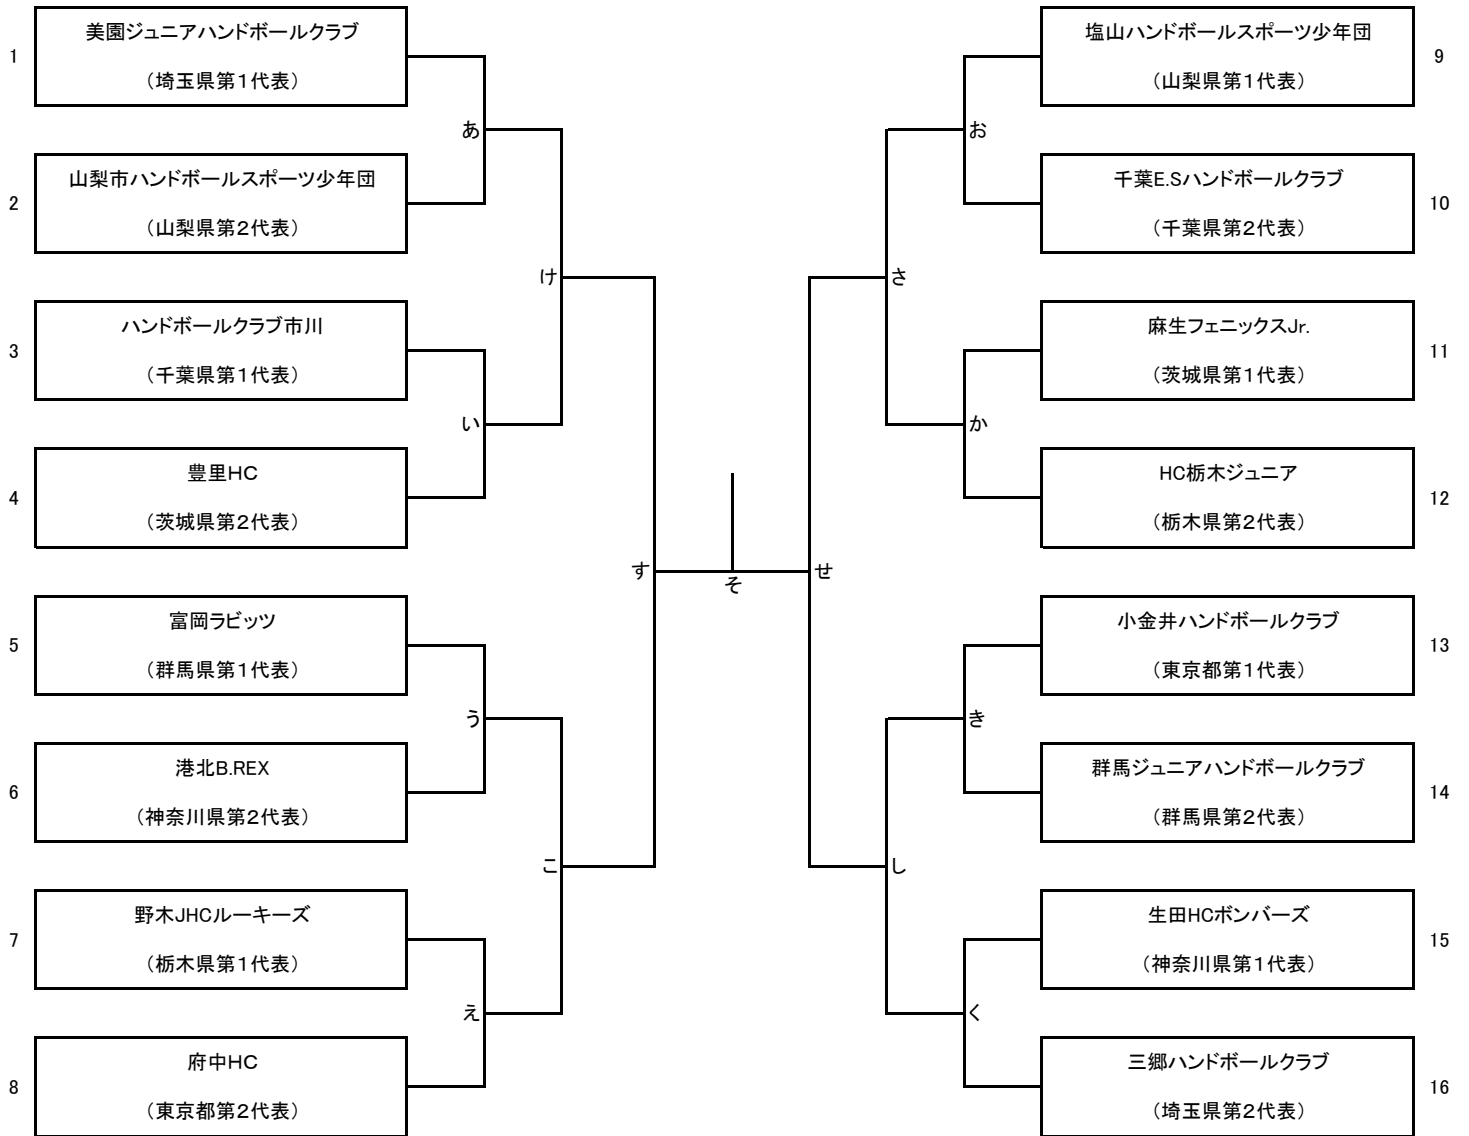 1
美園ジュニアハンドボールクラブ
（埼玉県第１代表）
2
山梨市ハンドボールスポーツ少年団
（山梨県第２代表）
3
ハンドボールクラブ市川
（千葉県第１代表）
4
豊里HC
（茨城県第２代表）
5
富岡ラビッツ
（群馬県第１代表）
6
港北B.REX
（神奈川県第２代表）
7
野木JHCルーキーズ
（栃木県第１代表）
8
府中HC
（東京都第２代表）
あ
い
う
え
け
こ
す
そ
せ
さ
し
お
か
き
く
塩山ハンドボールスポーツ少年団
（山梨県第１代表）
9
千葉E.Sハンドボールクラブ
（千葉県第２代表）
10
麻生フェニックスJr.
（茨城県第１代表）
11
HC栃木ジュニア
（栃木県第２代表）
12
小金井ハンドボールクラブ
（東京都第１代表）
13
群馬ジュニアハンドボールクラブ
（群馬県第２代表）
14
生田HCボンバーズ
（神奈川県第１代表）
15
三郷ハンドボールクラブ
（埼玉県第２代表）
16